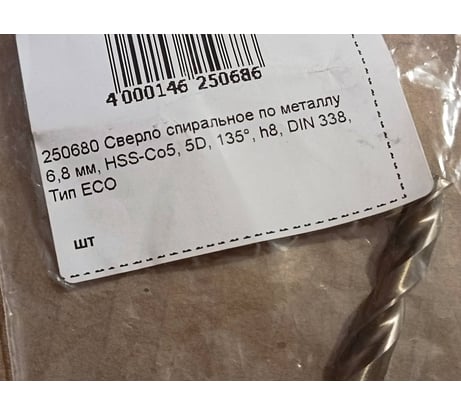 4 000146 250686
250680 Сверло спиральное по металлу
6,8 мм, HSS-Co5, 5D, 135°, h8, DIN 338,
Тип ECO
шт